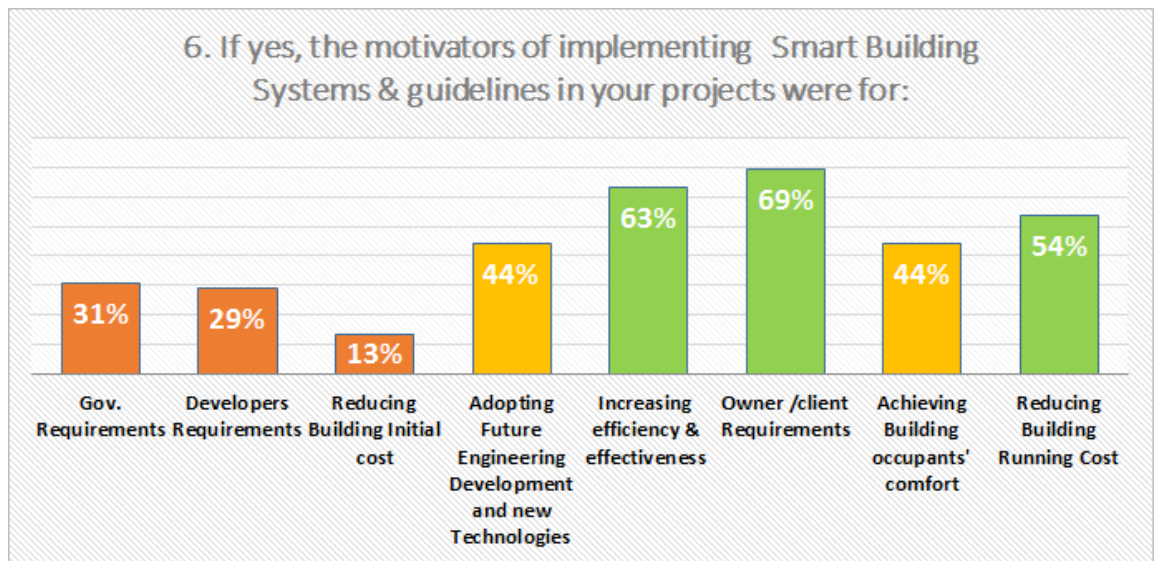 6. If yes, the motivators of implementing Smart Building
Systems & guidelines in your projects were for:
31%
29%
13%
44%
63%
69%
44%
54%
Gov.
Requirements
Developers
Requirements
Reducing
Building Initial
cost
Adopting
Future
Engineering
Development
and new
Technologies
Increasing
efficiency &
effectiveness
Owner /client
Requirements
Achieving
Building
occupants'
comfort
Reducing
Building
Running Cost